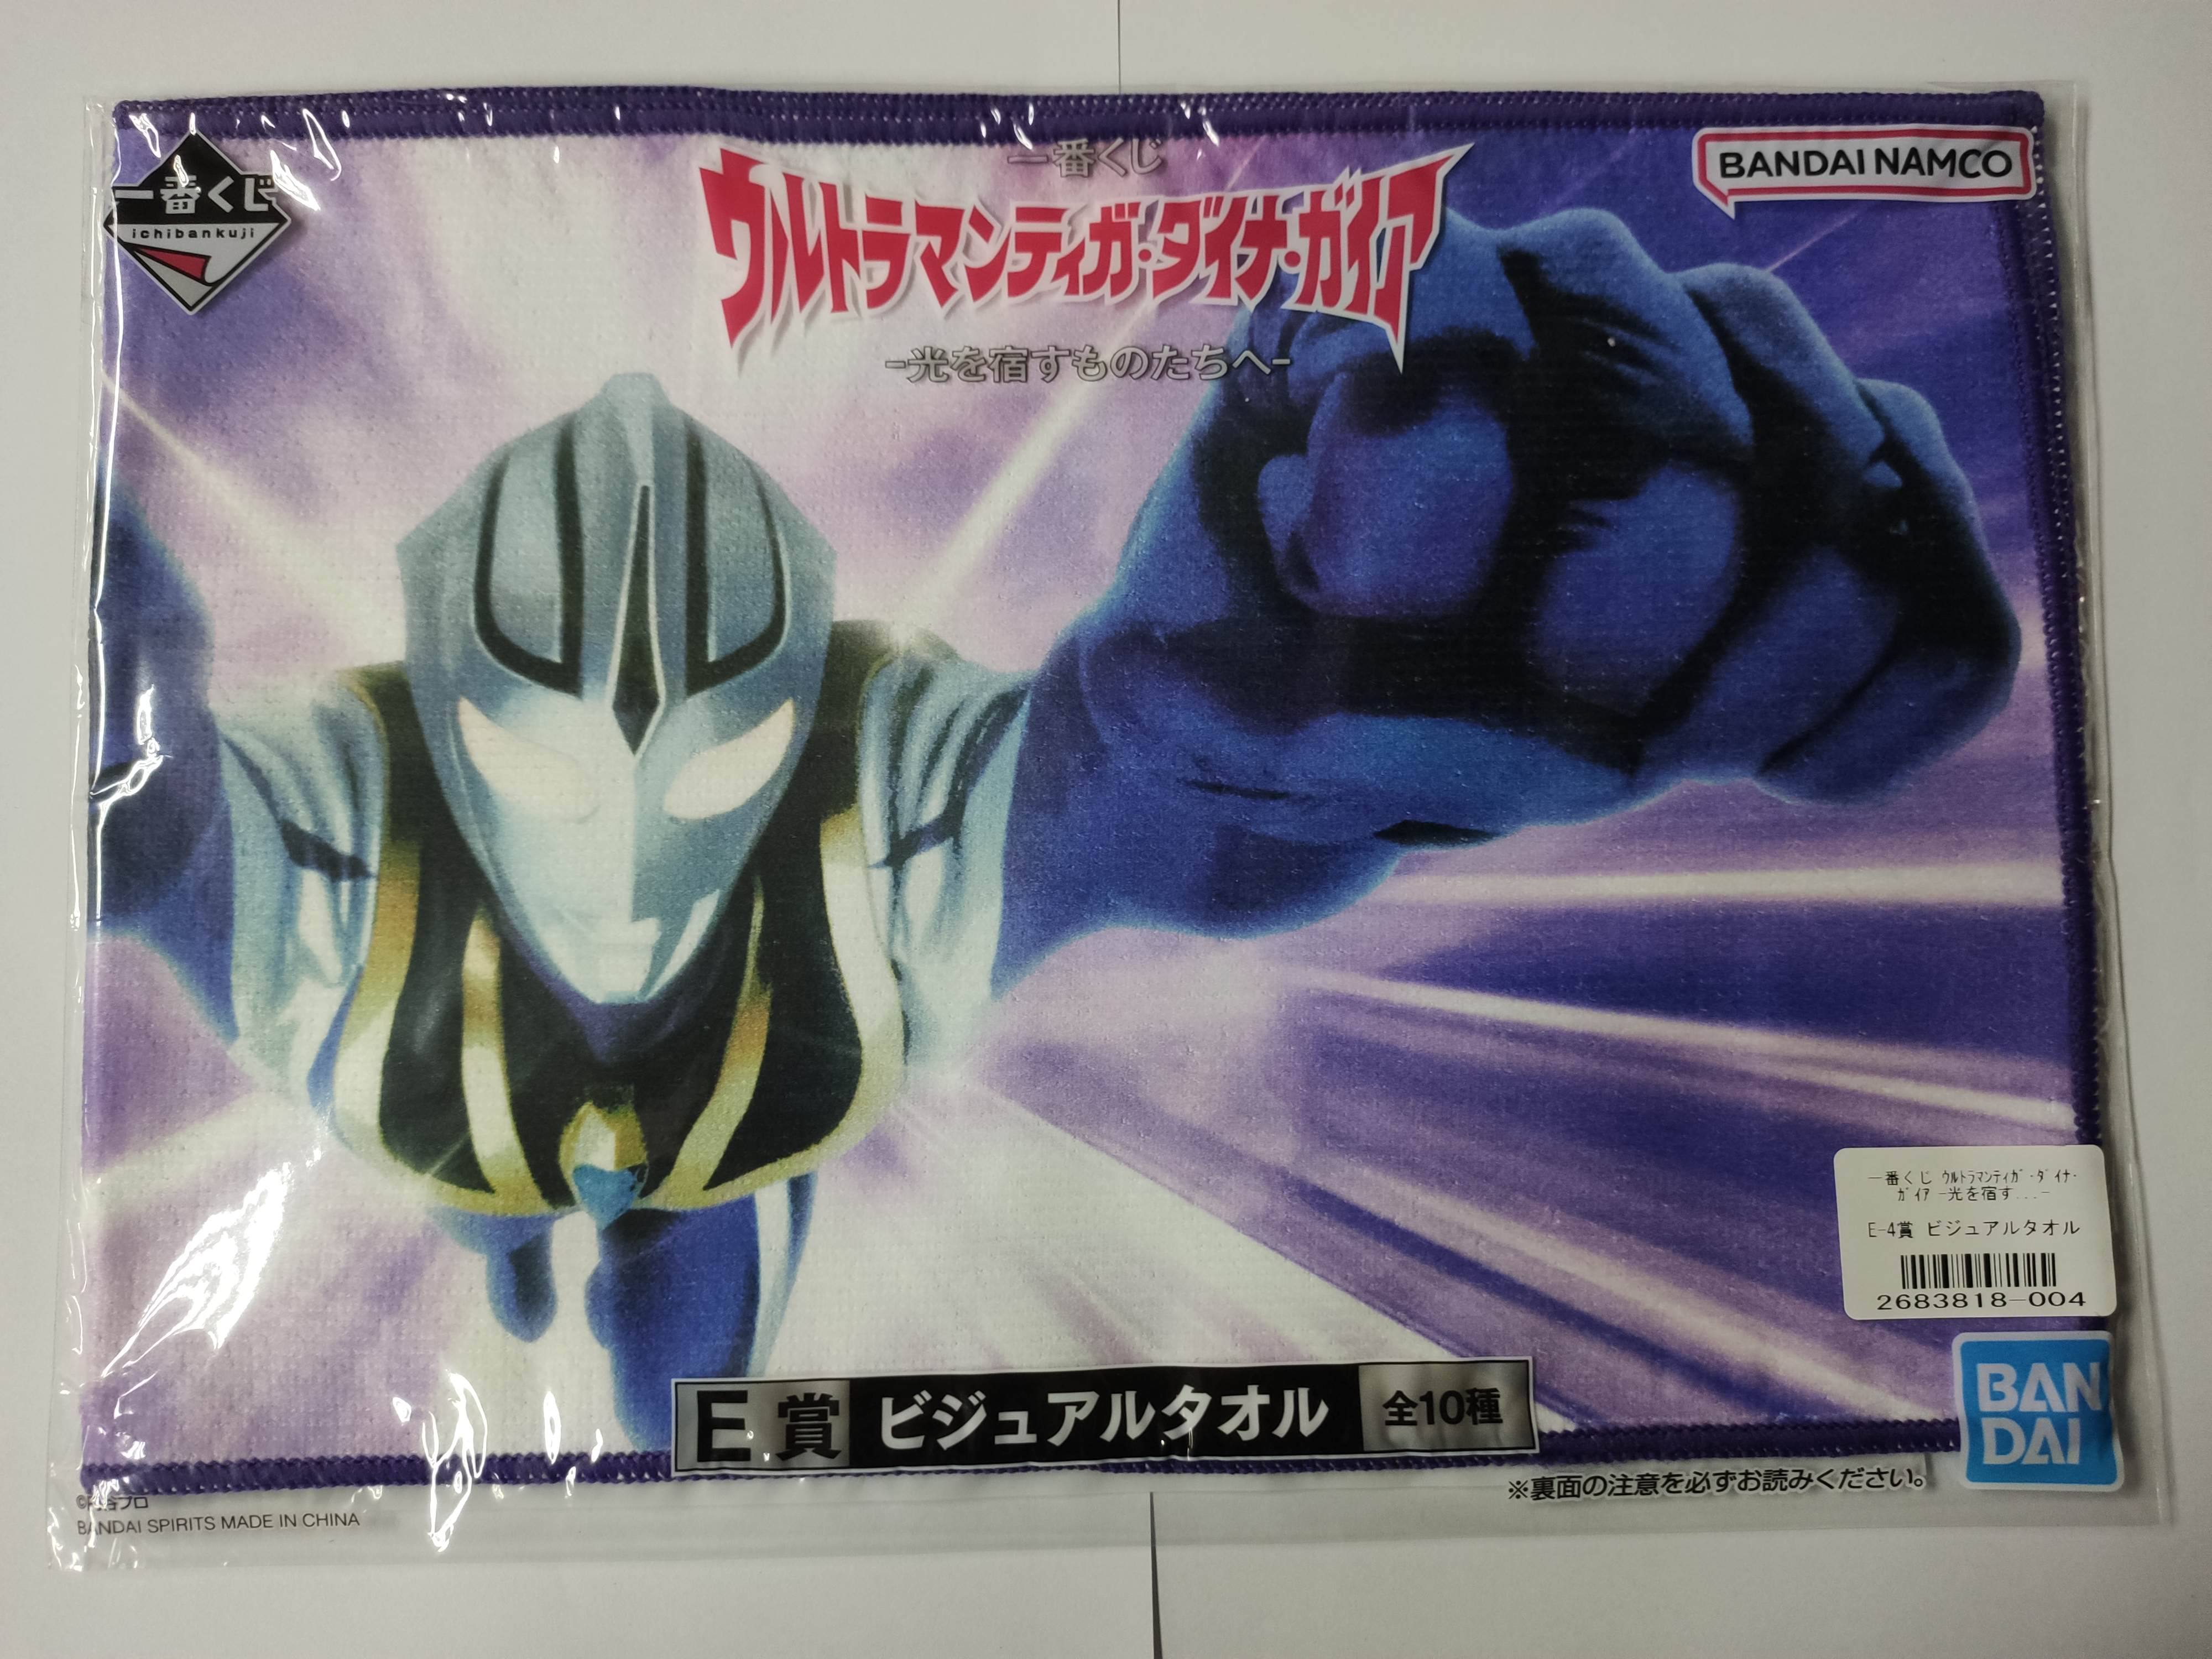 一番くじ
ichibankuji
一番くじ
ウルトラマンティガ・ダイナ・ガイア
-光を宿すものたちへ-
BANDAI NAMCO
一番くじ ｳﾙﾄﾗﾏﾝﾃｨｶﾞ･ﾀﾞｲﾅ･
ｶﾞｲｱ -光を宿す...-
E-4賞 ビジュアルタオル
2683818-004
BAN
DAI
E賞 ビジュアルタオル 全10種
※裏面の注意を必ずお読みください。
©円谷プロ
BANDAI SPIRITS MADE IN CHINA